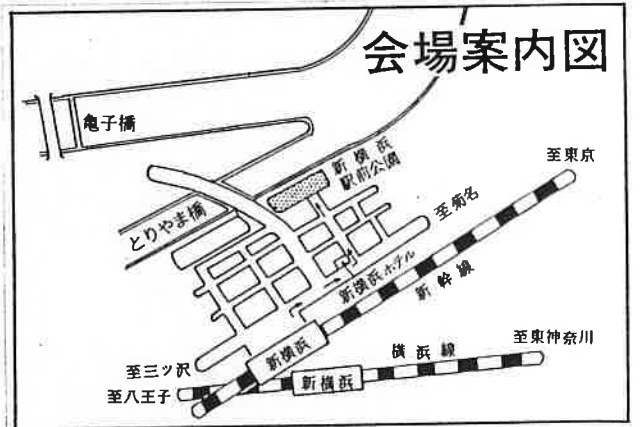 会場案内図
亀子橋
新横浜
駅前公園
至東京
とりやま橋
至菊名
新横浜ホテル
新幹線
新横浜
横浜線
至東神奈川
至三ツ沢
至八王子
新横浜